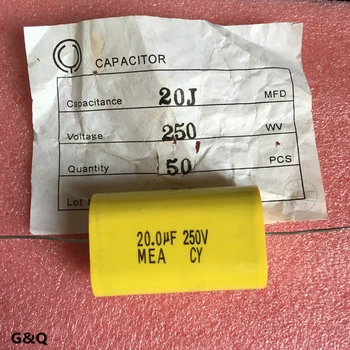 CAPACITOR
Capacitance 20J MFD
Voltage 250 WV
Quantity 50 PCS
Lot
20.0µF 250V
MEA CY
G&Q